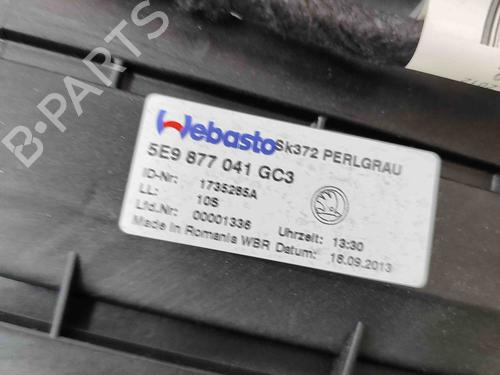 Webasto Sk372 PERLGRAU
5E9 877 041 GC3
ID-Nr: 1735265A
LL: 10S
Lfd.Nr: 00001336 Uhrzeit: 13:30
Made In Romania WBR Datum: 18.09.2013
B-PARTS